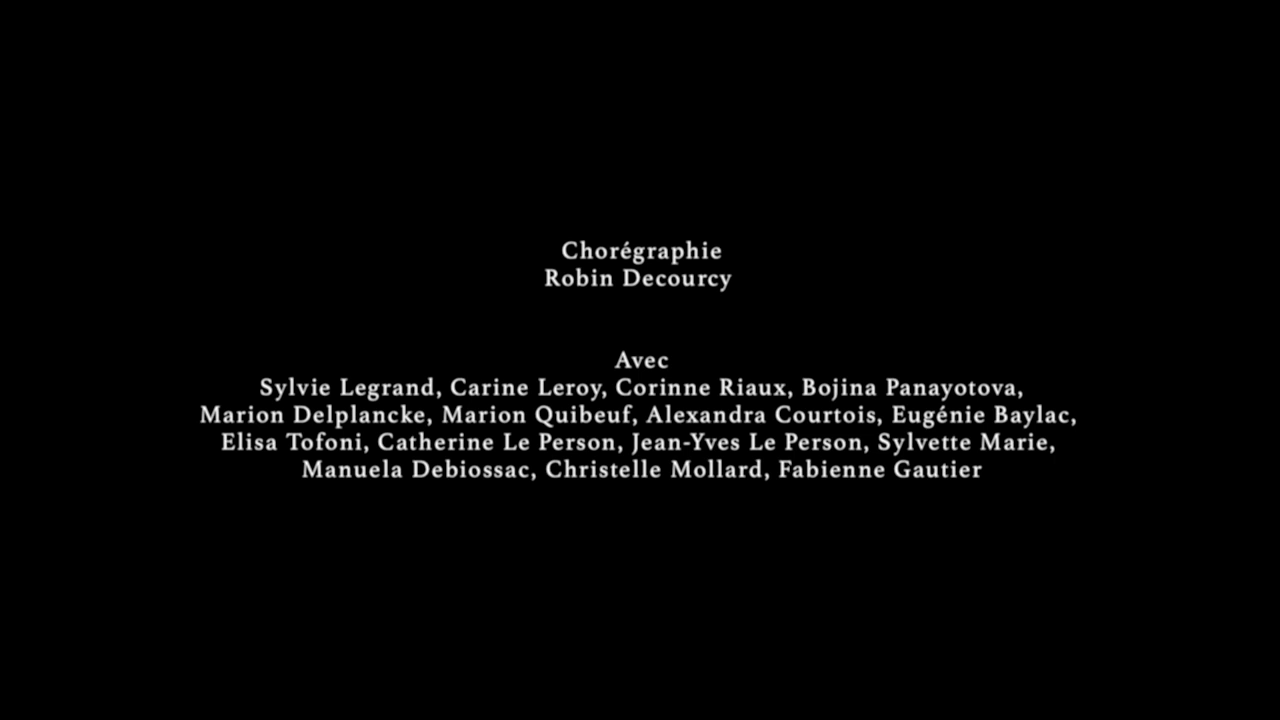 Chorégraphie
Robin Decourcy
Avec
Sylvie Legrand, Carine Leroy, Corinne Riaux, Bojina Panayotova,
Marion Delplancke, Marion Quibeuf, Alexandra Courtois, Eugénie Baylac,
Elisa Tofoni, Catherine Le Person, Jean-Yves Le Person, Sylvette Marie,
Manuela Debiossac, Christelle Mollard, Fabienne Gautier